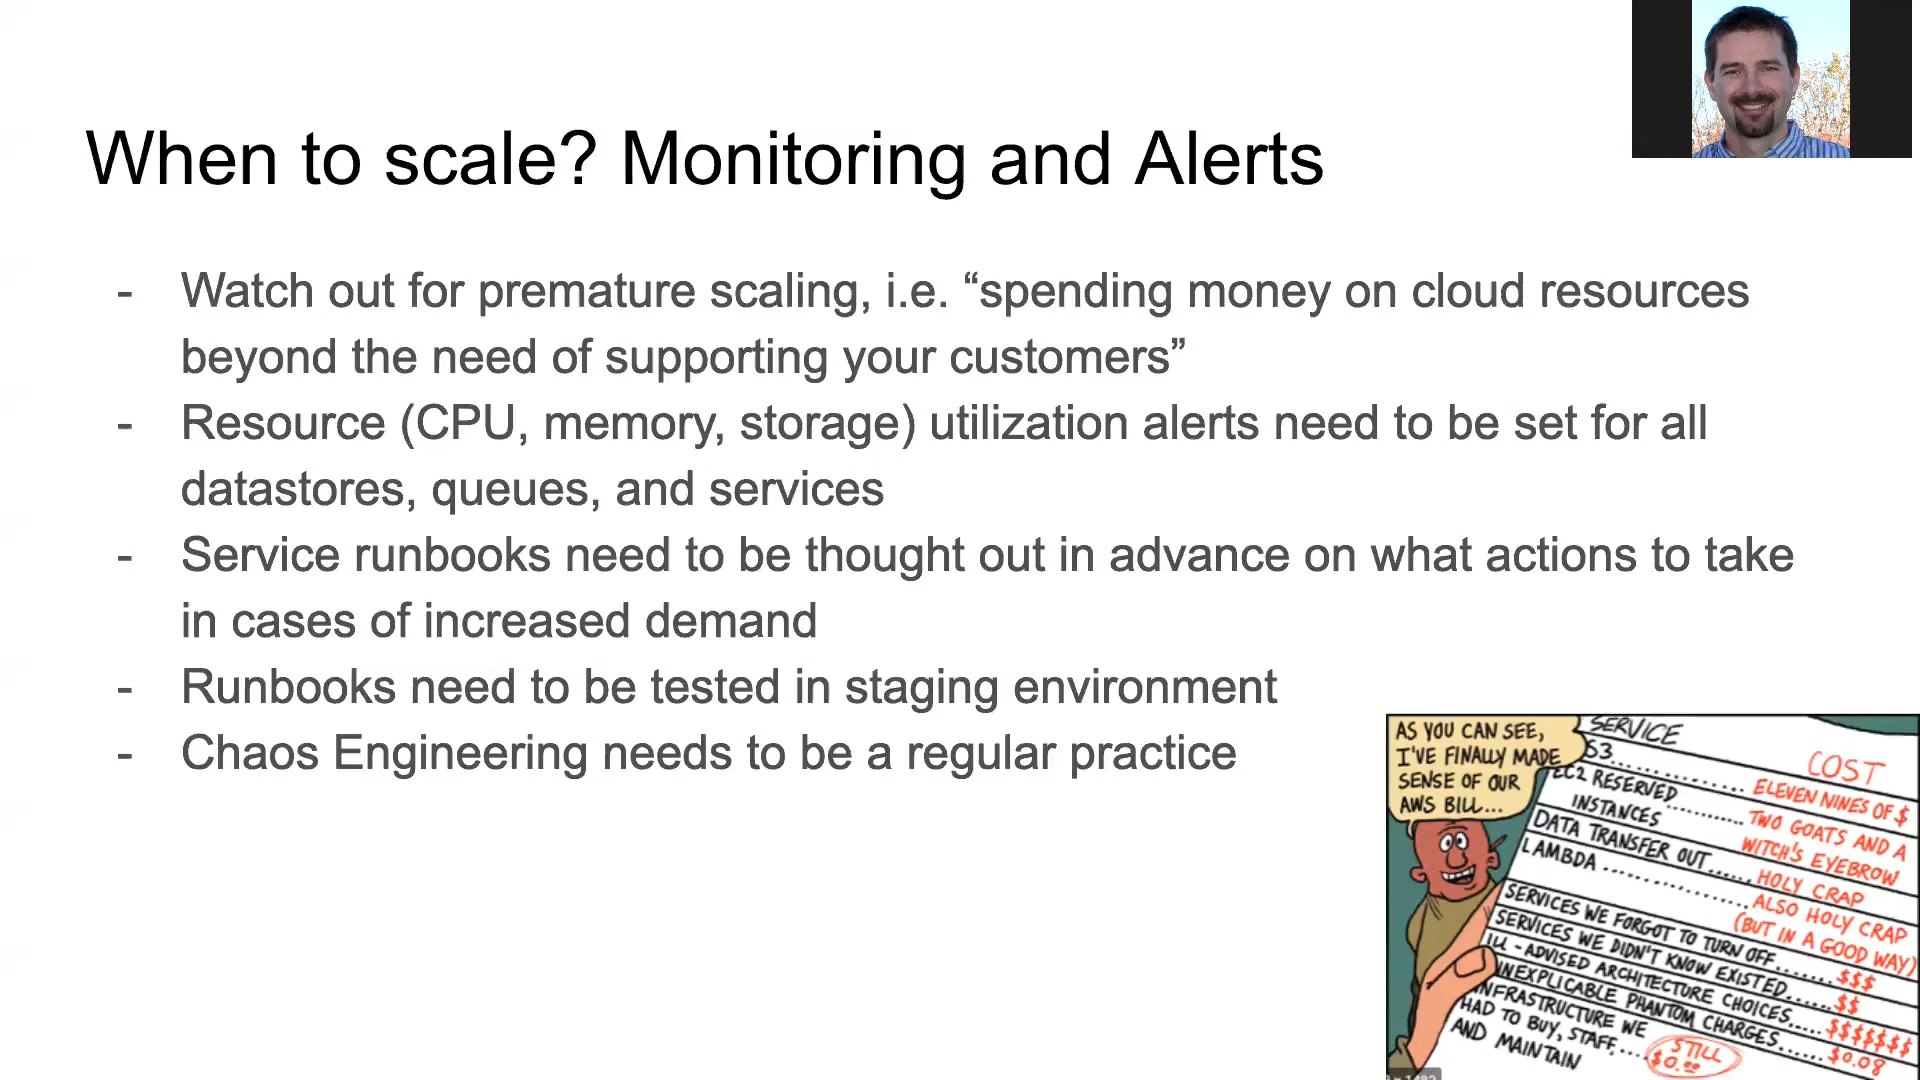 When to scale? Monitoring and Alerts
- Watch out for premature scaling, i.e. “spending money on cloud resources
beyond the need of supporting your customers”
- Resource (CPU, memory, storage) utilization alerts need to be set for all
datastores, queues, and services
- Service runbooks need to be thought out in advance on what actions to take
in cases of increased demand
- Runbooks need to be tested in staging environment
- Chaos Engineering needs to be a regular practice
AS YOU CAN SEE,
I'VE FINALLY MADE
SENSE OF OUR
AWS BILL...
SERVICE
COST
S3.............. ELEVEN NINES OF $
EC2 RESERVED
INSTANCES ........... TWO GOATS AND A
WITCH'S EYEBROW
DATA TRANSFER OUT...... HOLY CRAP
LAMBDA .................. ALSO HOLY CRAP
(BUT IN A GOOD WAY)
SERVICES WE FORGOT TO TURN OFF....... $$$
SERVICES WE DIDN'T KNOW EXISTED...... $$
ILL-ADVISED ARCHITECTURE CHOICES..... $$$$$$$
INEXPLICABLE PHANTOM CHARGES...... $0.08
INFRASTRUCTURE WE
HAD TO BUY, STAFF,.... STILL
AND MAINTAIN $0.00